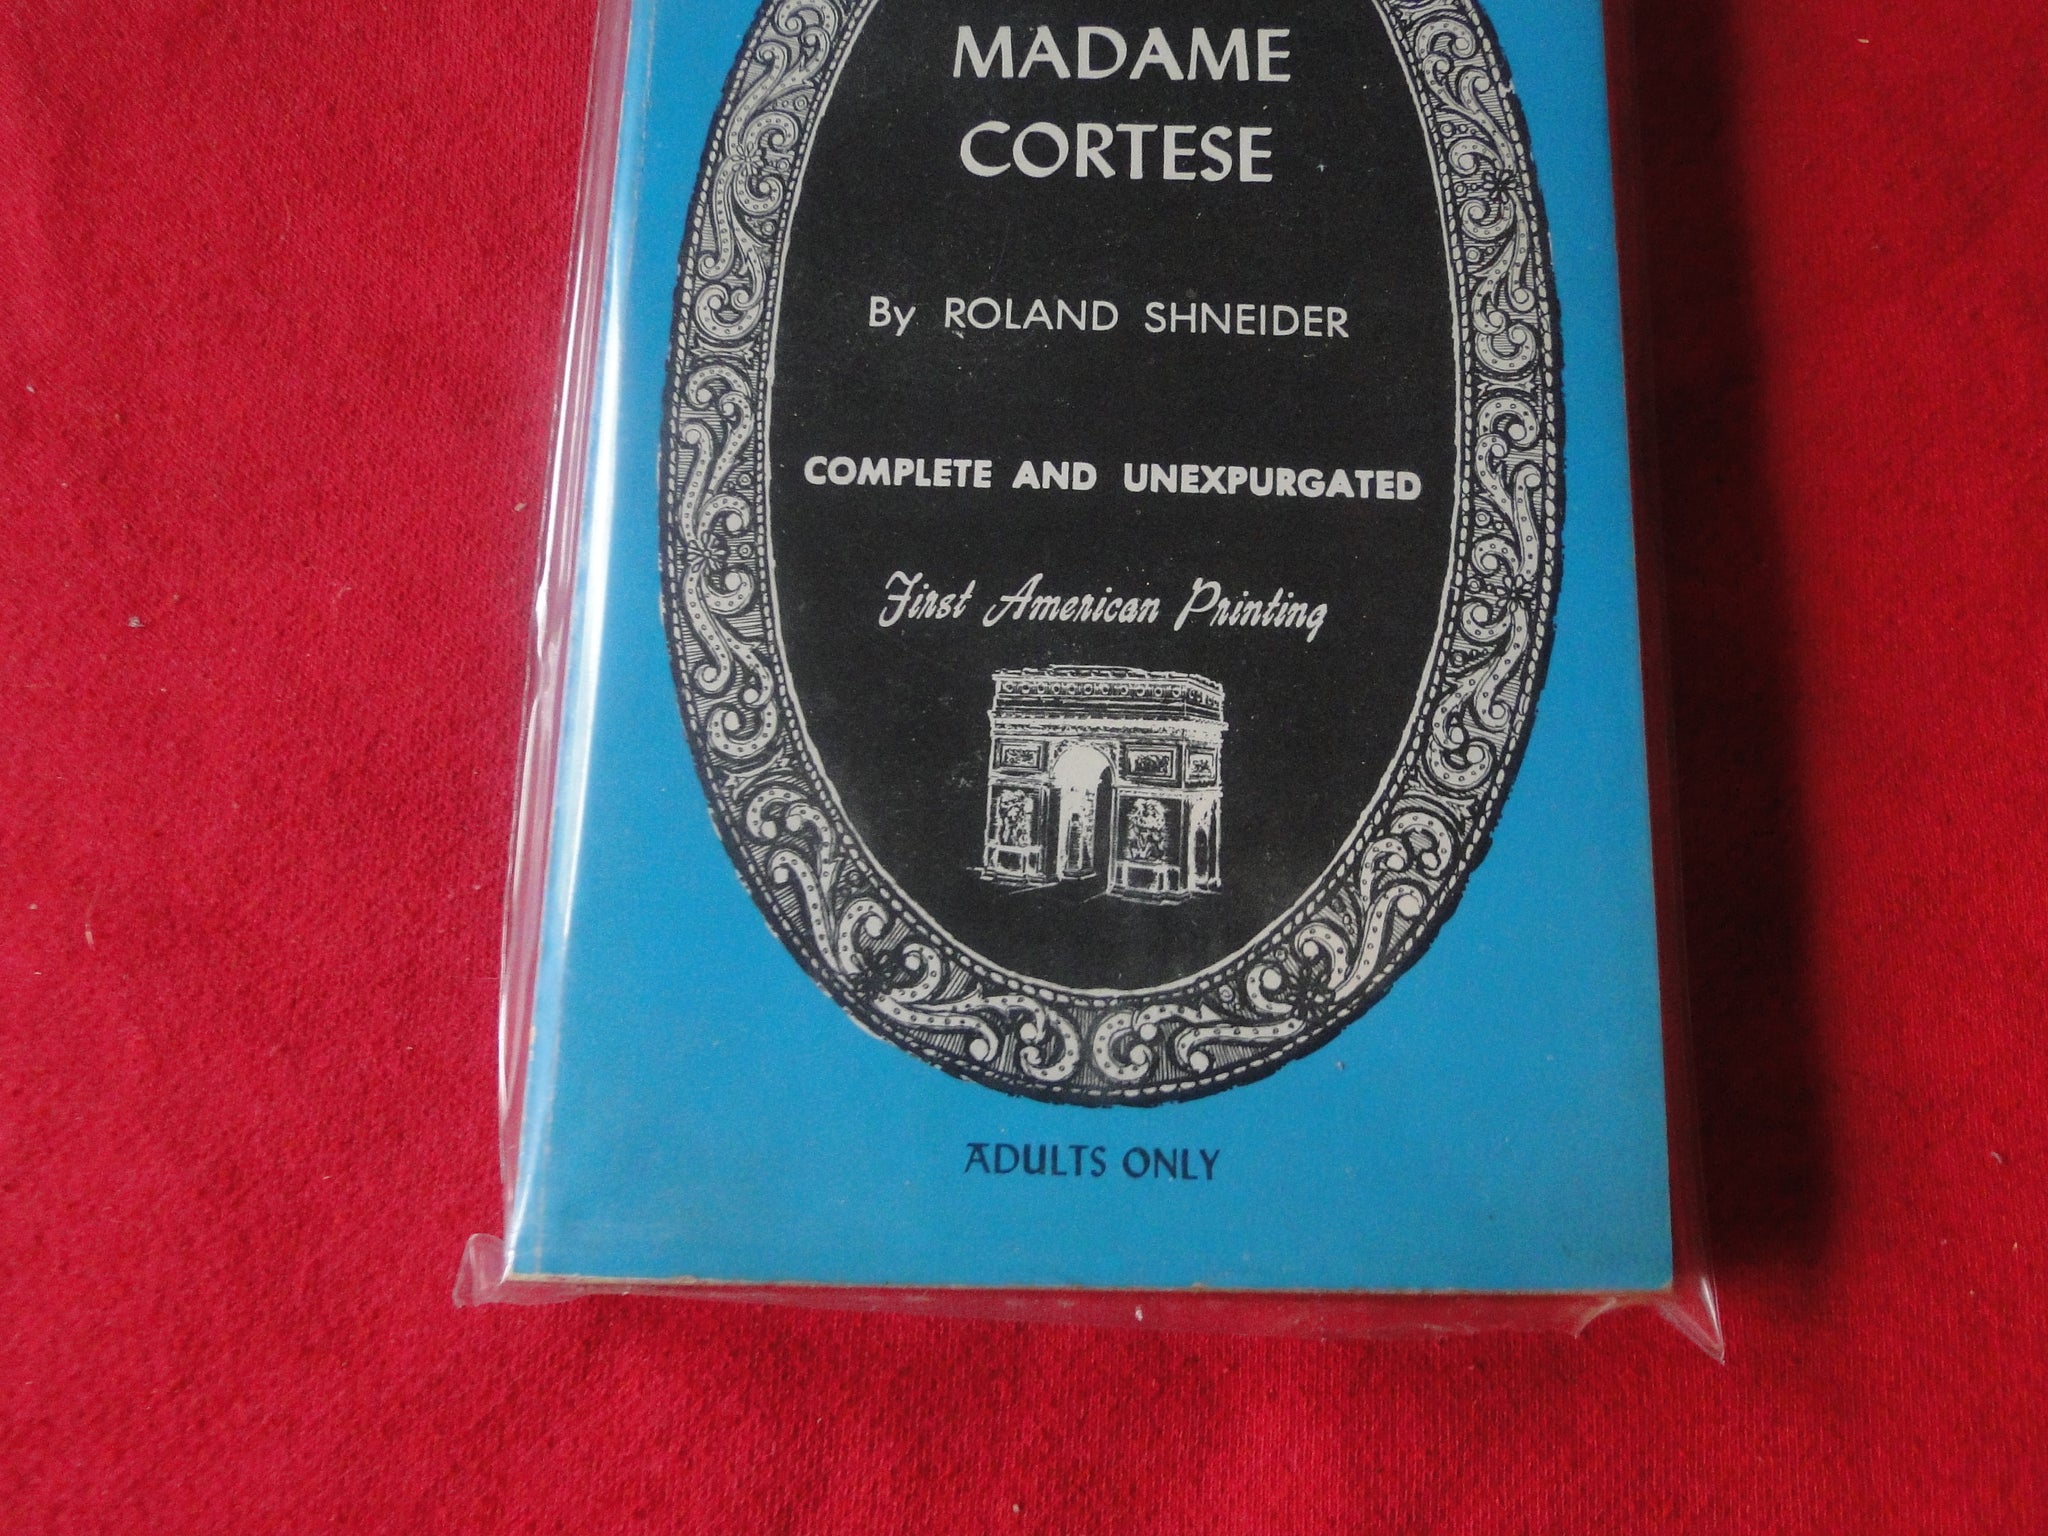 MADAME
CORTESE
By ROLAND SHNEIDER
COMPLETE AND UNEXPURGATED
First American Printing
ADULTS ONLY